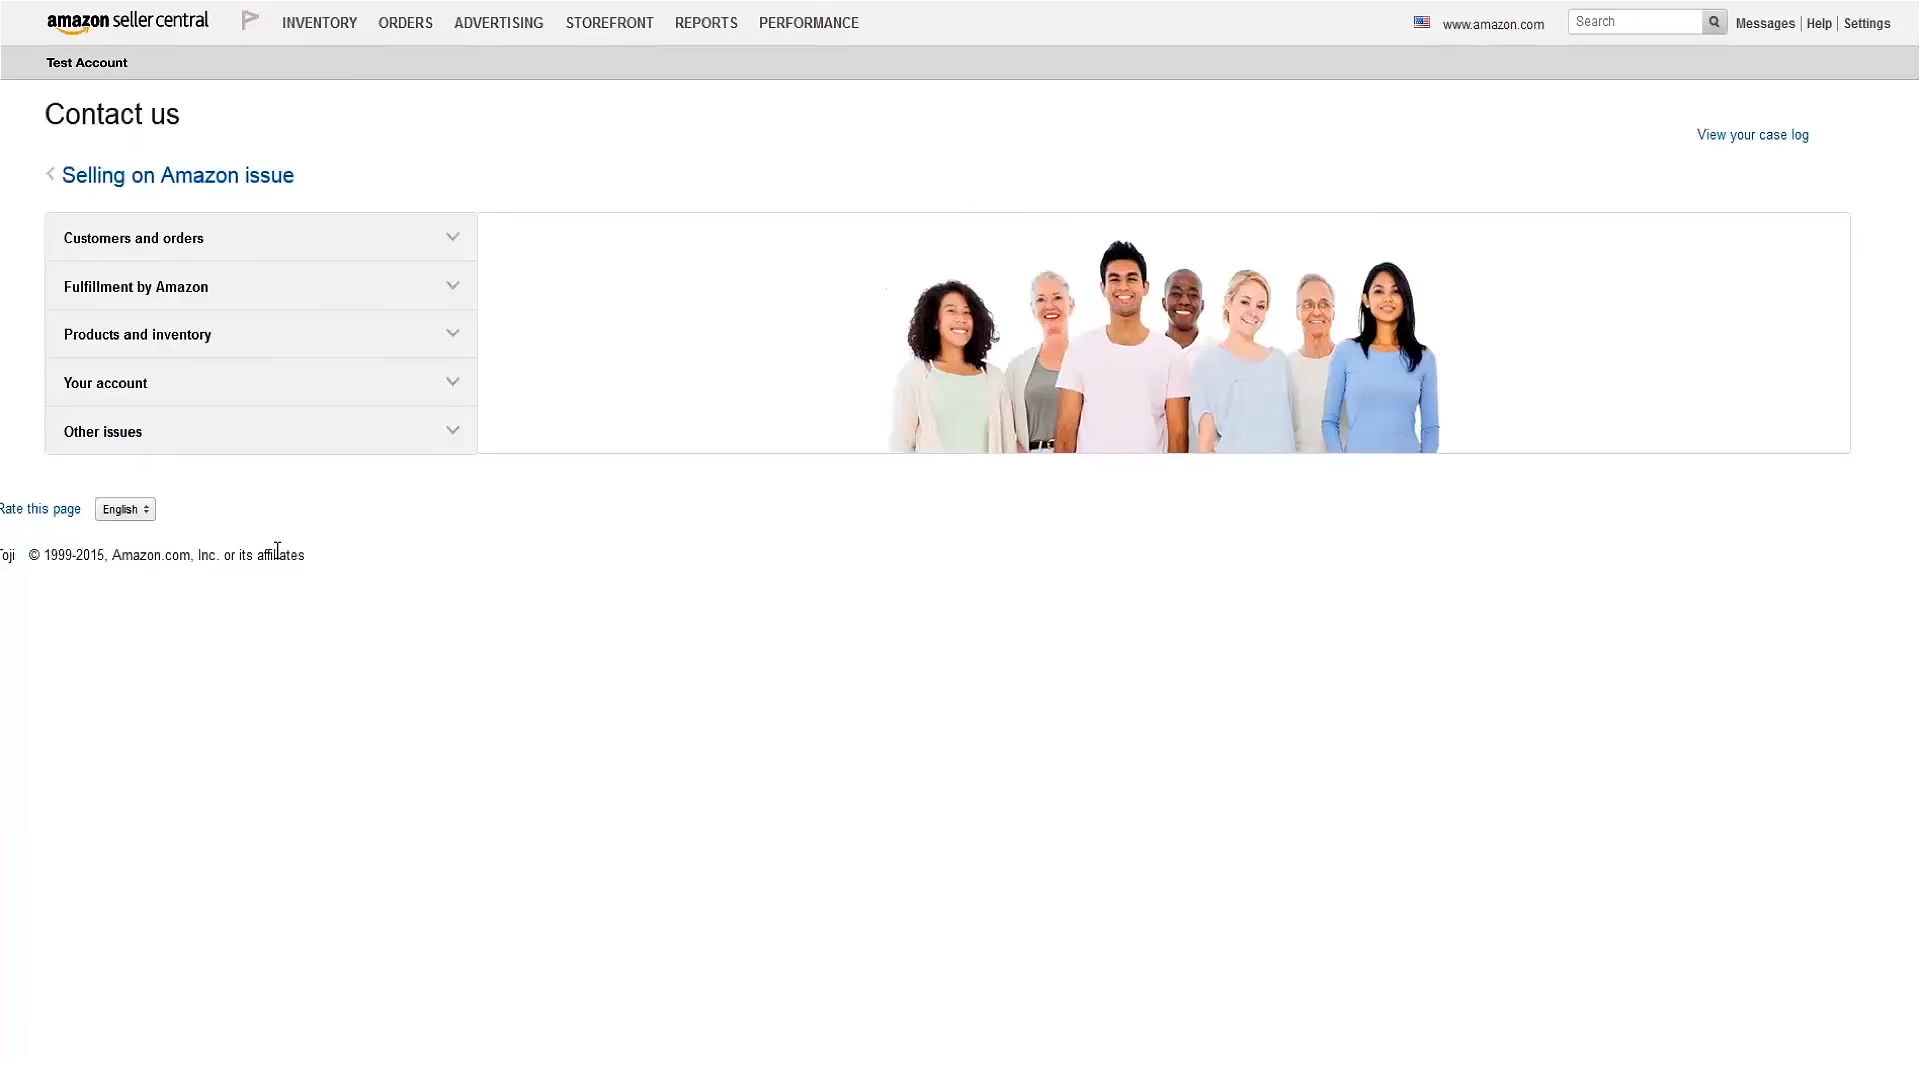 amazon seller central INVENTORY ORDERS ADVERTISING STOREFRONT REPORTS PERFORMANCE www.amazon.com Search Messages | Help | Settings
Test Account
Contact us
View your case log
Selling on Amazon issue
Customers and orders
Fulfillment by Amazon
Products and inventory
Your account
Other issues
Rate this page English
oji © 1999-2015, Amazon.com, Inc. or its affiliates